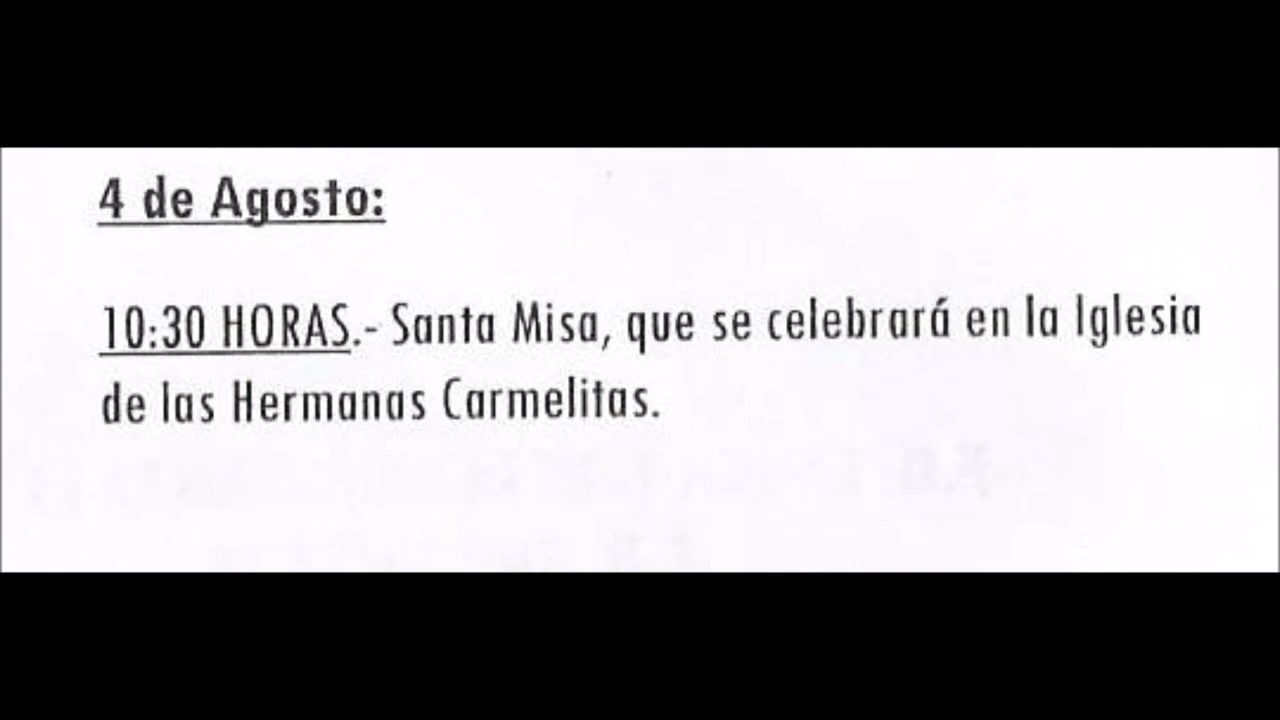 4 de Agosto:
10:30 HORAS.- Santa Misa, que se celebrará en la Iglesia
de las Hermanas Carmelitas.